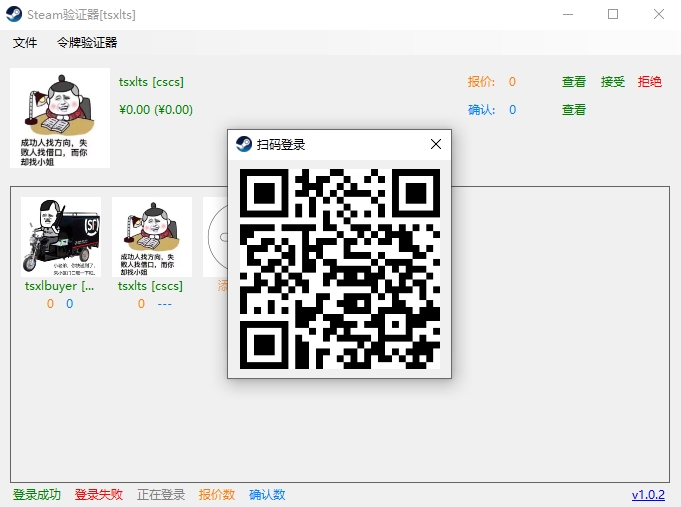 Steam验证器[tsxlts]
文件 令牌验证器
tsxlts [cscs] 报价: 0 查看 接受 拒绝
¥0.00 (¥0.00) 确认: 0 查看
成功人找方向，失
败人找借口，而你
却找小姐
扫码登录
成功人找方向，失
败人找借口，而你
却找小姐
tsxlbuyer [... tsxlts [cscs] 添
0 0 0 ---
登录成功 登录失败 正在登录 报价数 确认数 v1.0.2